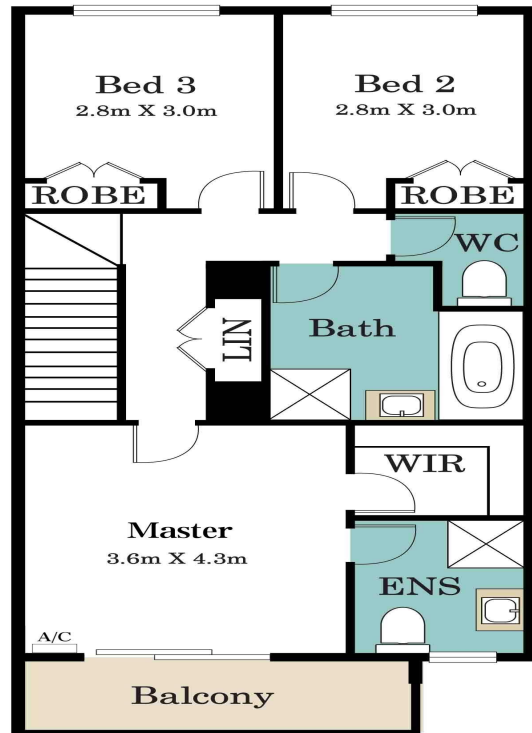 Bed 3
2.8m X 3.0m
Bed 2
2.8m X 3.0m
ROBE
ROBE
WC
Bath
LIN
WIR
Master
3.6m X 4.3m
ENS
A/C
Balcony